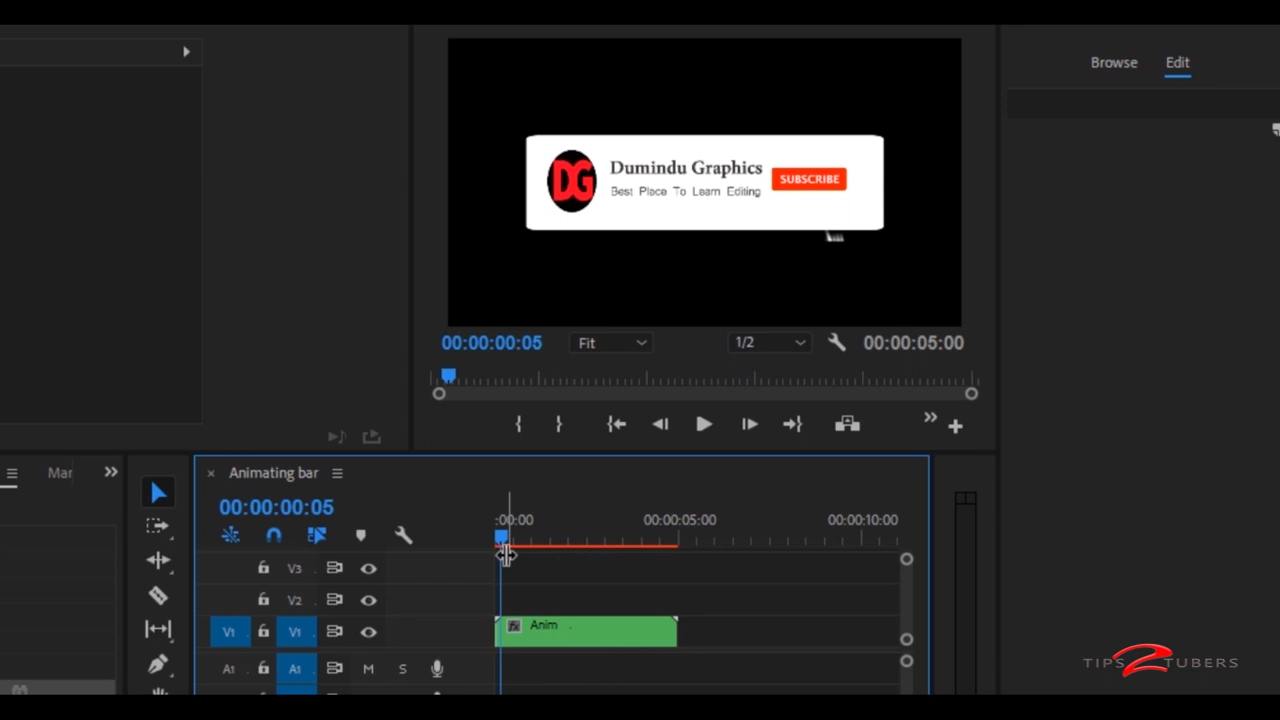 Browse Edit
DG
Dumindu Graphics
Best Place To Learn Editing
SUBSCRIBE
00:00:00:05 Fit 1/2 00:00:05:00
Mar
Animating bar
00:00:00:05
:00:00 00:00:05:00 00:00:10:00
V3
V2
V1 V1 fx Anim
A1 A1 M S
TIPS 2 TUBERS